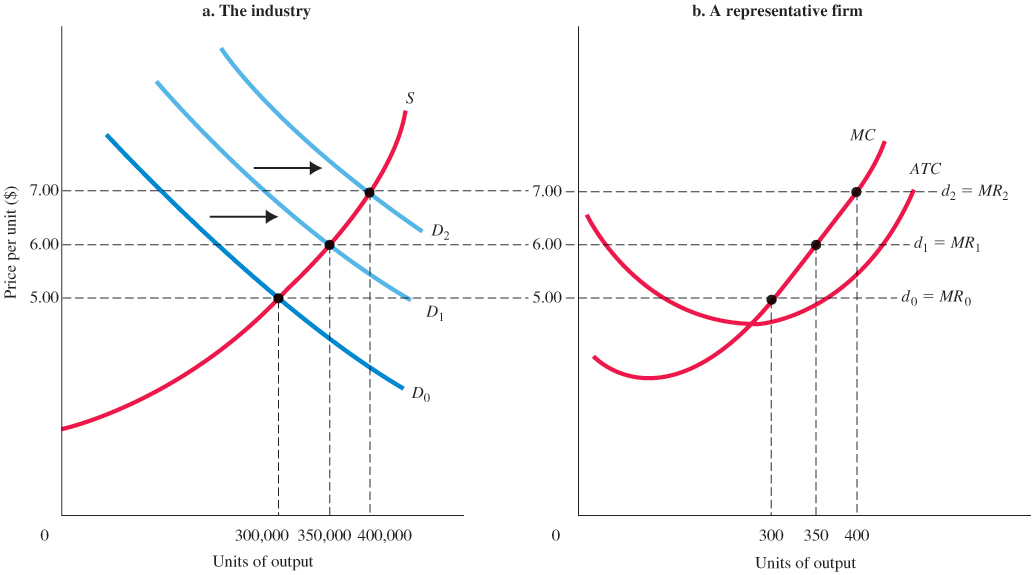 a. The industry
Price per unit ($)
7.00
6.00
5.00
0
S
D2
D1
D0
300,000 350,000 400,000
Units of output
b. A representative firm
7.00
6.00
5.00
0
MC
ATC
d2 = MR2
d1 = MR1
d0 = MR0
300 350 400
Units of output